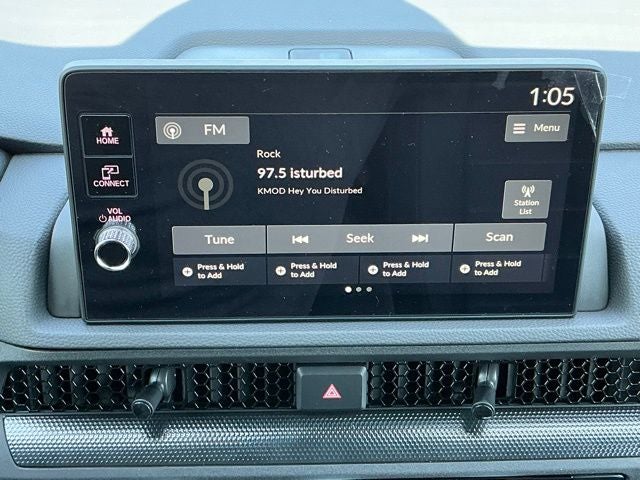 1:05
HOME
FM
Menu
Rock
97.5 isturbed
KMOD Hey You Disturbed
CONNECT
Station
List
VOL
AUDIO
Tune
Seek
Scan
Press & Hold
to Add
Press & Hold
to Add
Press & Hold
to Add
Press & Hold
to Add